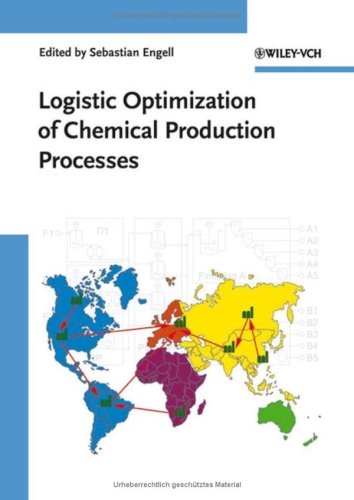 Urheberrechtlich geschütztes Material
Edited by Sebastian Engell
WILEY-VCH
Logistic Optimization
of Chemical Production
Processes
F1
D1
A1
A2
A3
A4
A5
B1
B2
B3
B4
B5
Urheberrechtlich geschütztes Material